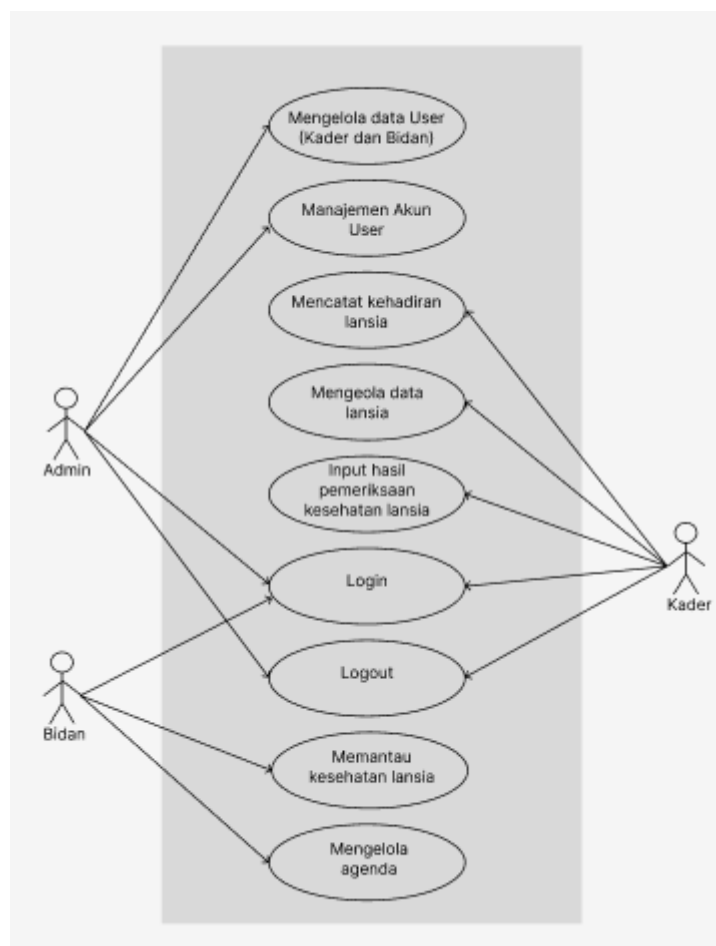 Mengelola data User
(Kader dan Bidan)
Manajemen Akun
User
Mencatat kehadiran
lansia
Mengeola data
lansia
Admin
Input hasil
pemeriksaan
kesehatan lansia
Login
Kader
Logout
Bidan
Memantau
kesehatan lansia
Mengelola
agenda